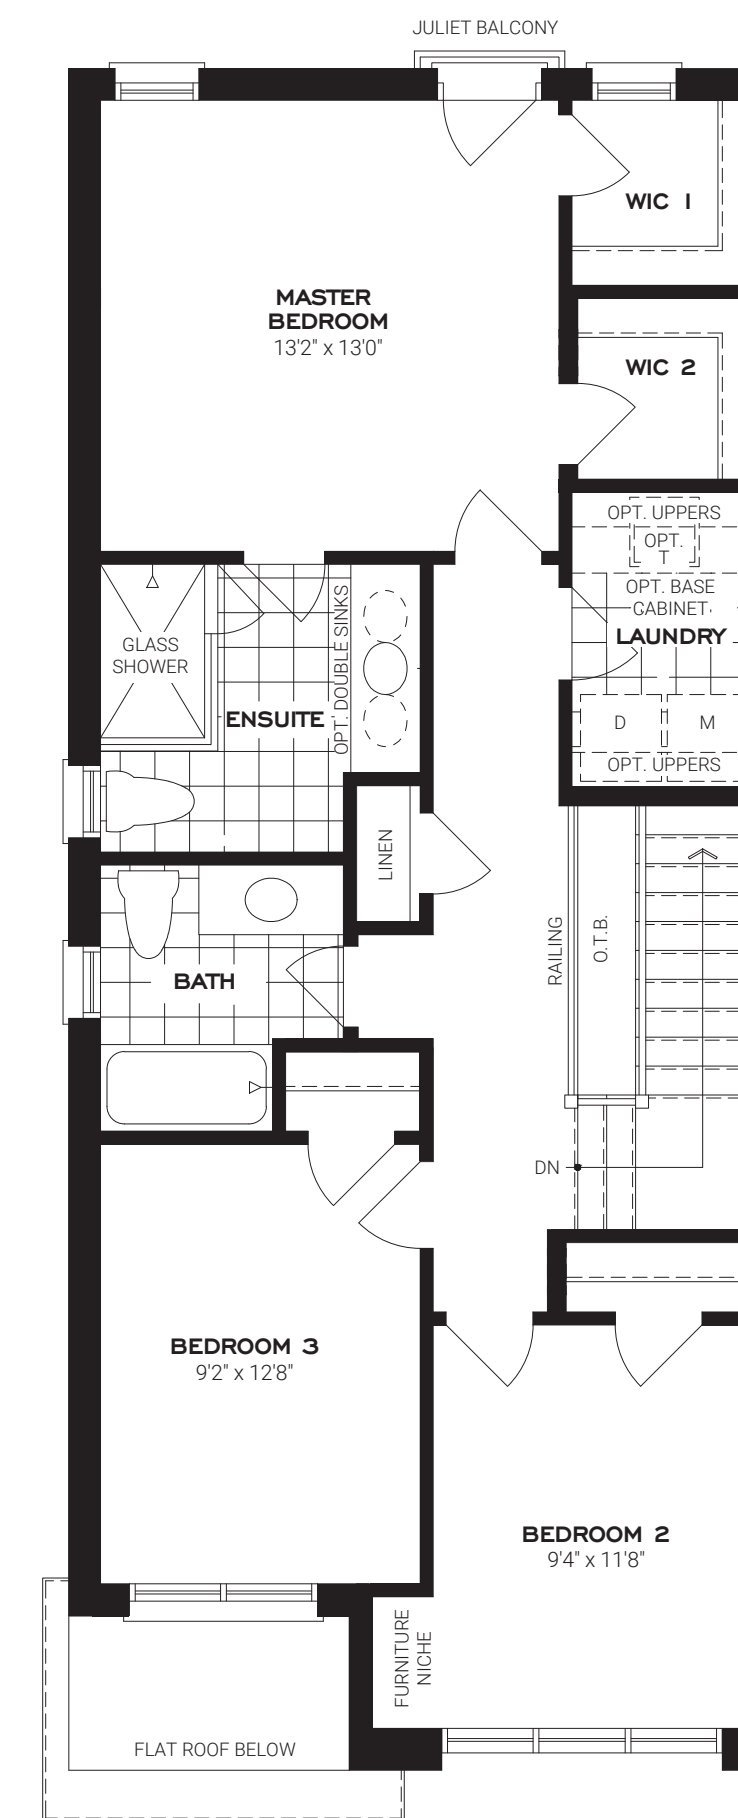 JULIET BALCONY
WIC 1
MASTER
BEDROOM
13'2" x 13'0"
WIC 2
OPT. UPPERS
OPT.
T
OPT. BASE
CABINET
LAUNDRY
D
M
OPT. UPPERS
GLASS
SHOWER
OPT. DOUBLE SINKS
ENSUITE
LINEN
RAILING
O.T.B.
BATH
DN
BEDROOM 3
9'2" x 12'8"
BEDROOM 2
9'4" x 11'8"
FURNITURE
NICHE
FLAT ROOF BELOW